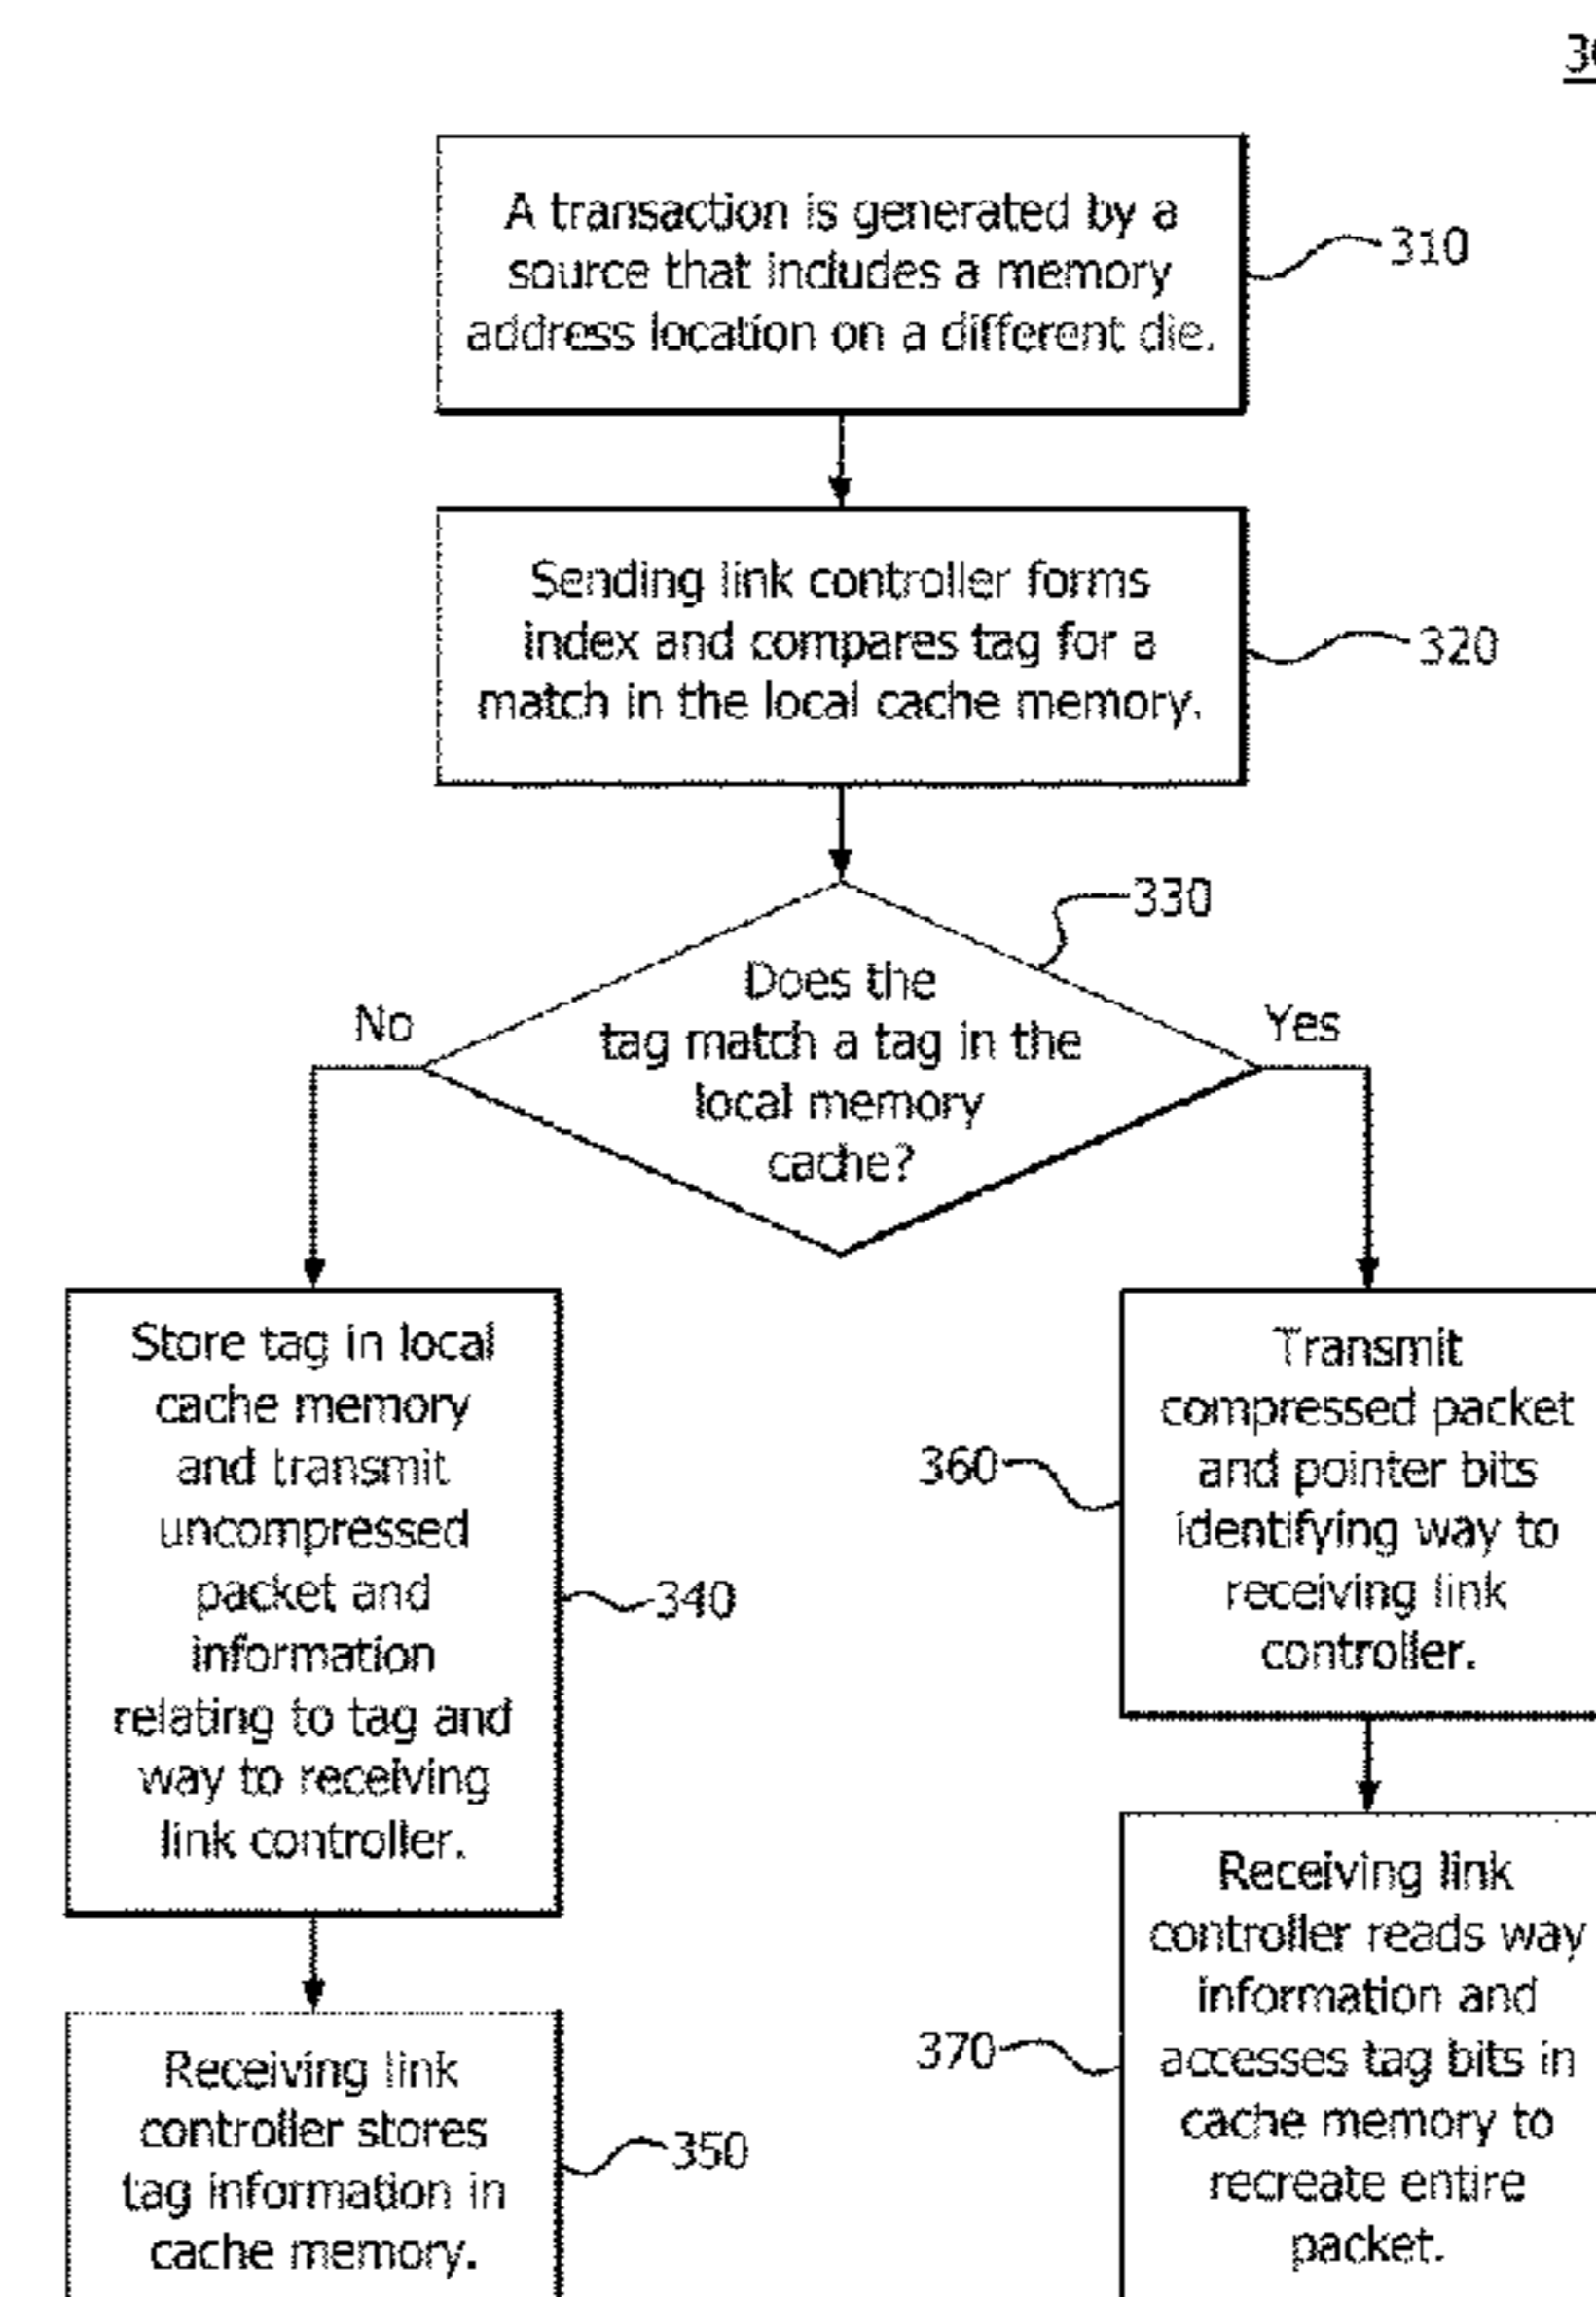 A transaction is generated by a
source that includes a memory
address location on a different die.
310
Sending link controller forms
index and compares tag for a
match in the local cache memory.
320
330
Does the
tag match a tag in the
local memory
cache?
No
Yes
Store tag in local
cache memory
and transmit
uncompressed
packet and
information
relating to tag and
way to receiving
link controller.
340
Receiving link
controller stores
tag information in
cache memory.
350
Transmit
compressed packet
and pointer bits
identifying way to
receiving link
controller.
360
Receiving link
controller reads way
information and
accesses tag bits in
cache memory to
recreate entire
packet.
370